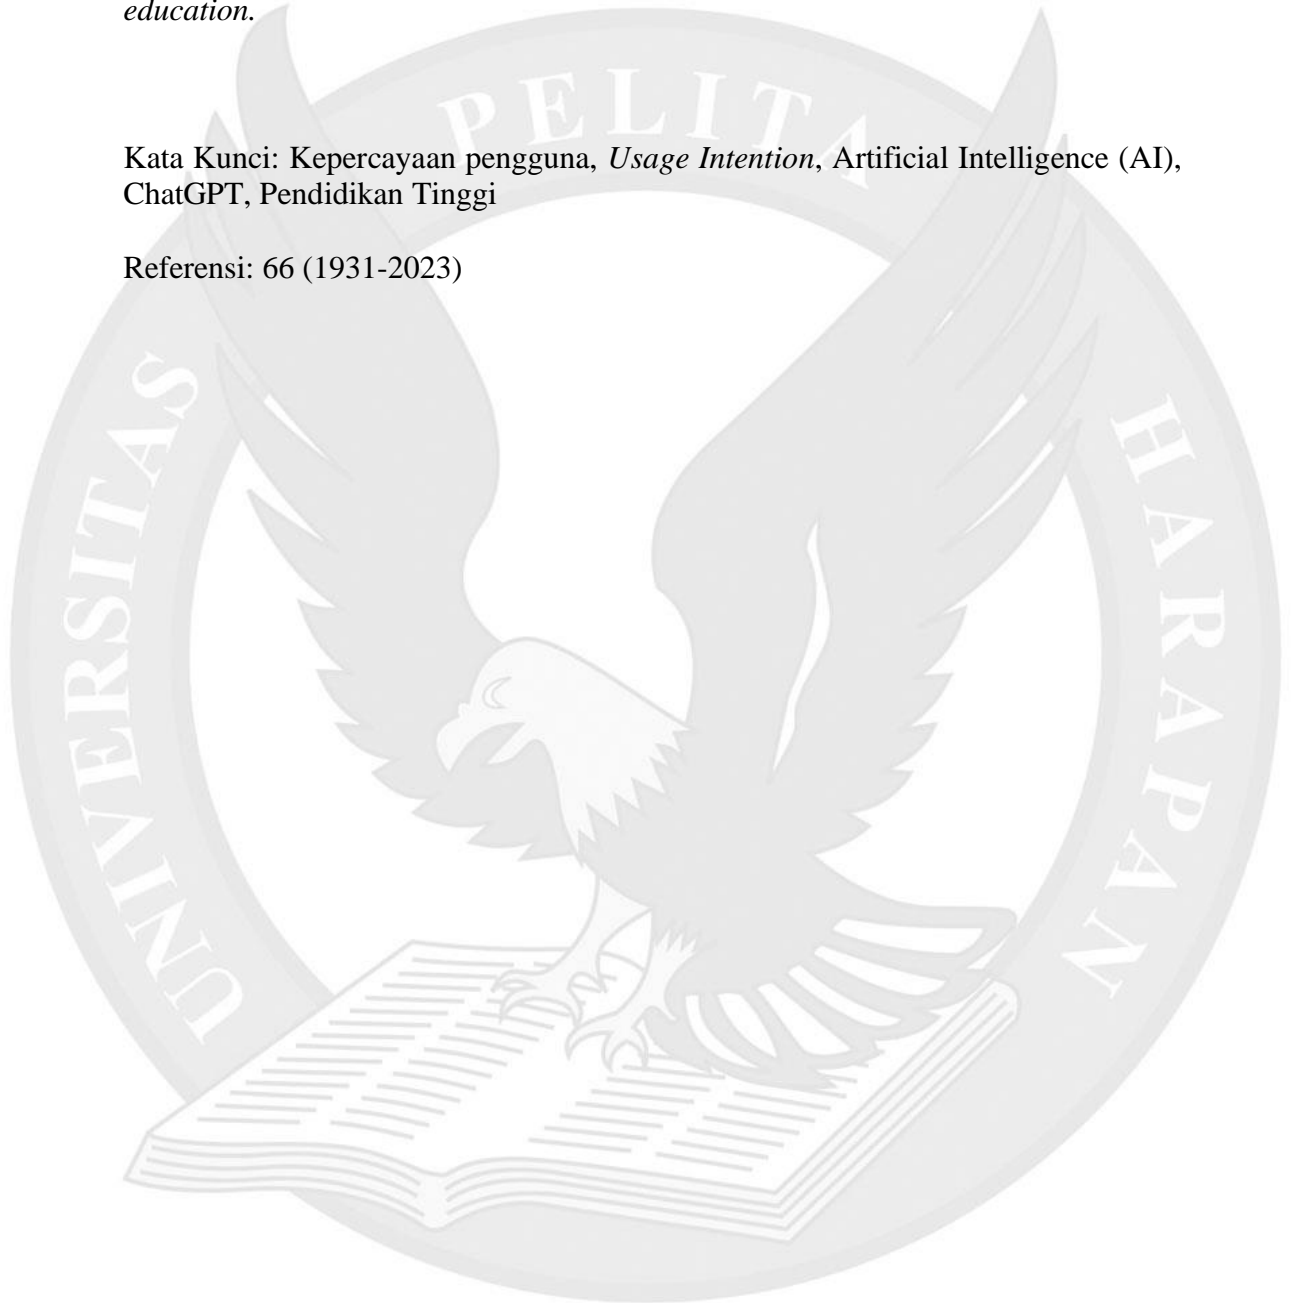 education.
Kata Kunci: Kepercayaan pengguna, Usage Intention, Artificial Intelligence (AI),
ChatGPT, Pendidikan Tinggi
Referensi: 66 (1931-2023)
UNIVERSITAS PELITA HARAPAN